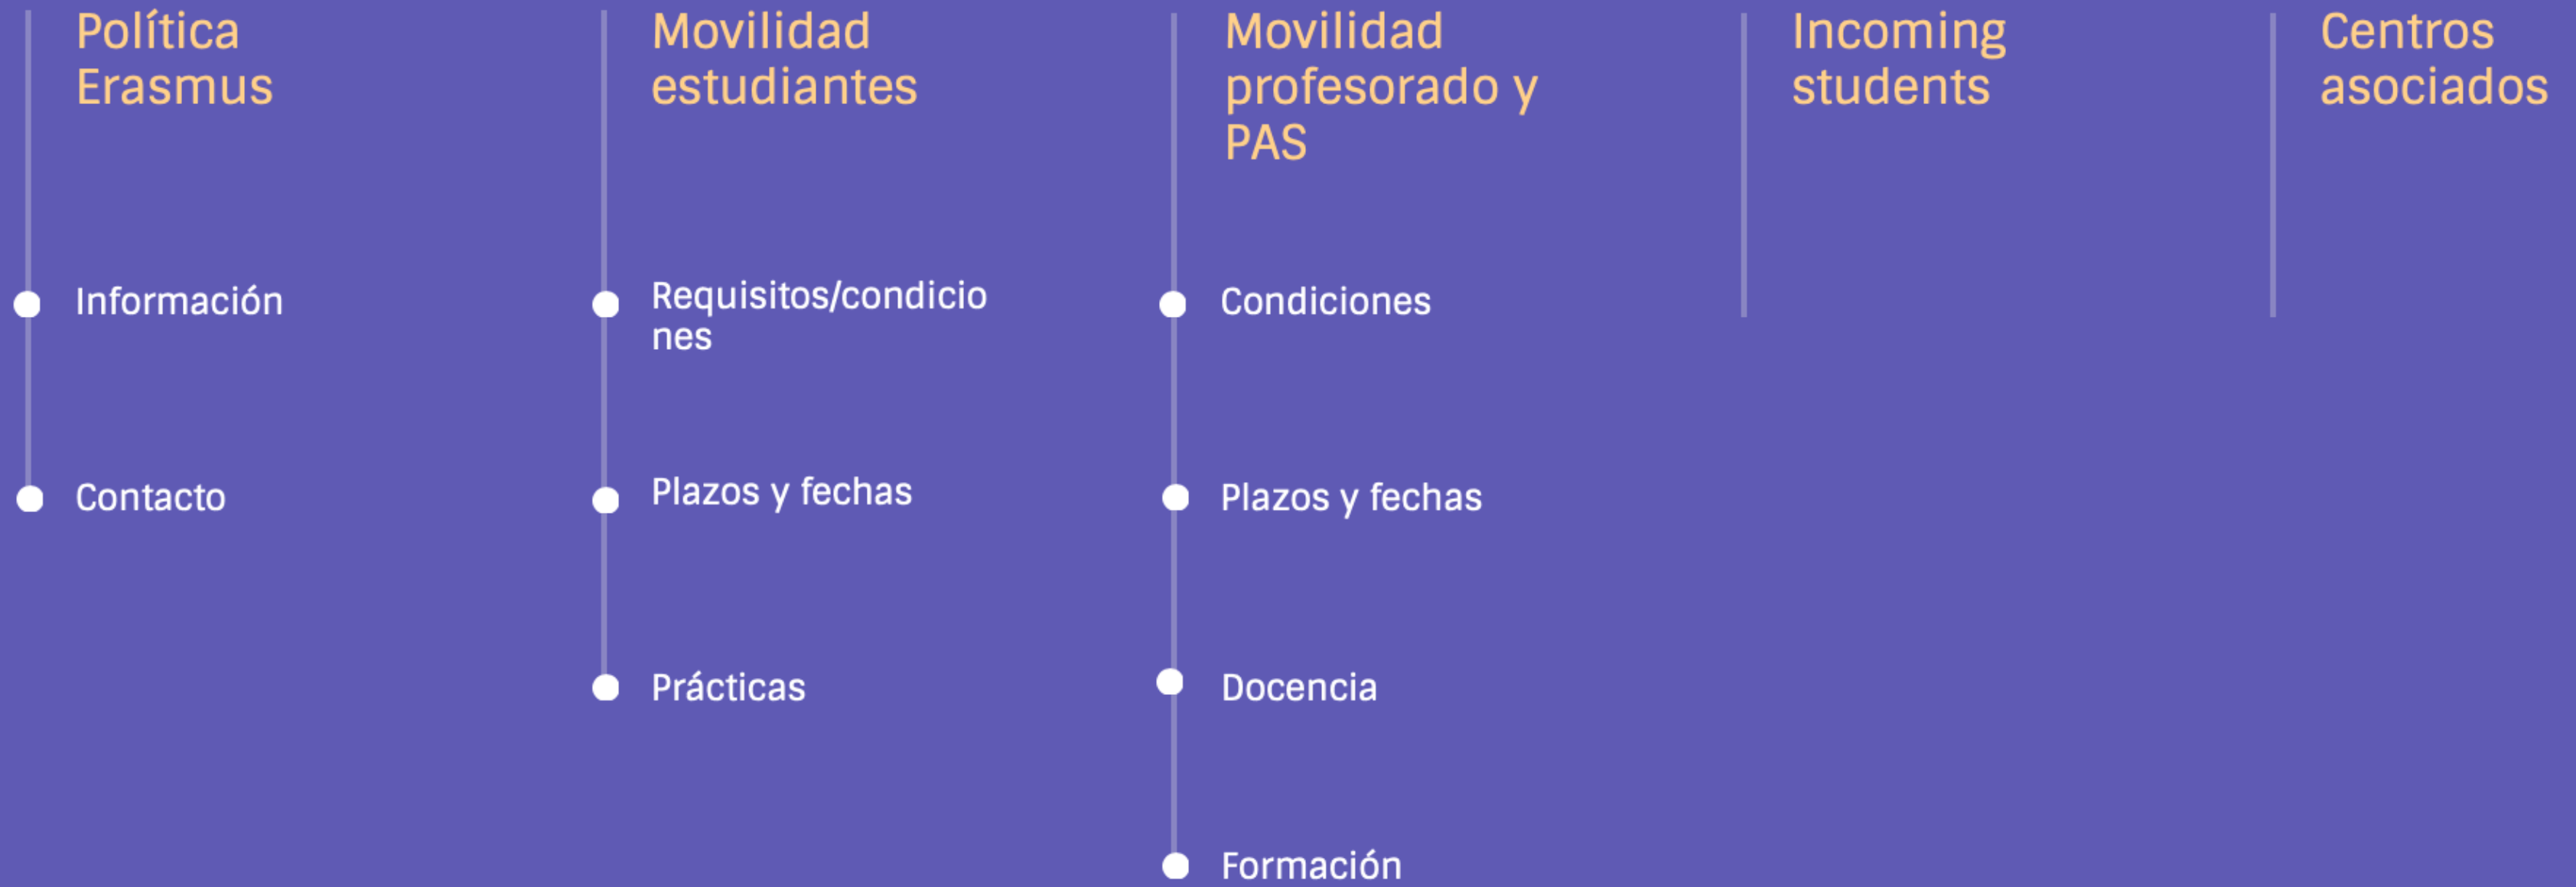 Política
Erasmus
Información
Contacto
Movilidad
estudiantes
Requisitos/condicio
nes
Plazos y fechas
Prácticas
Movilidad
profesorado y
PAS
Condiciones
Plazos y fechas
Docencia
Formación
Incoming
students
Centros
asociados